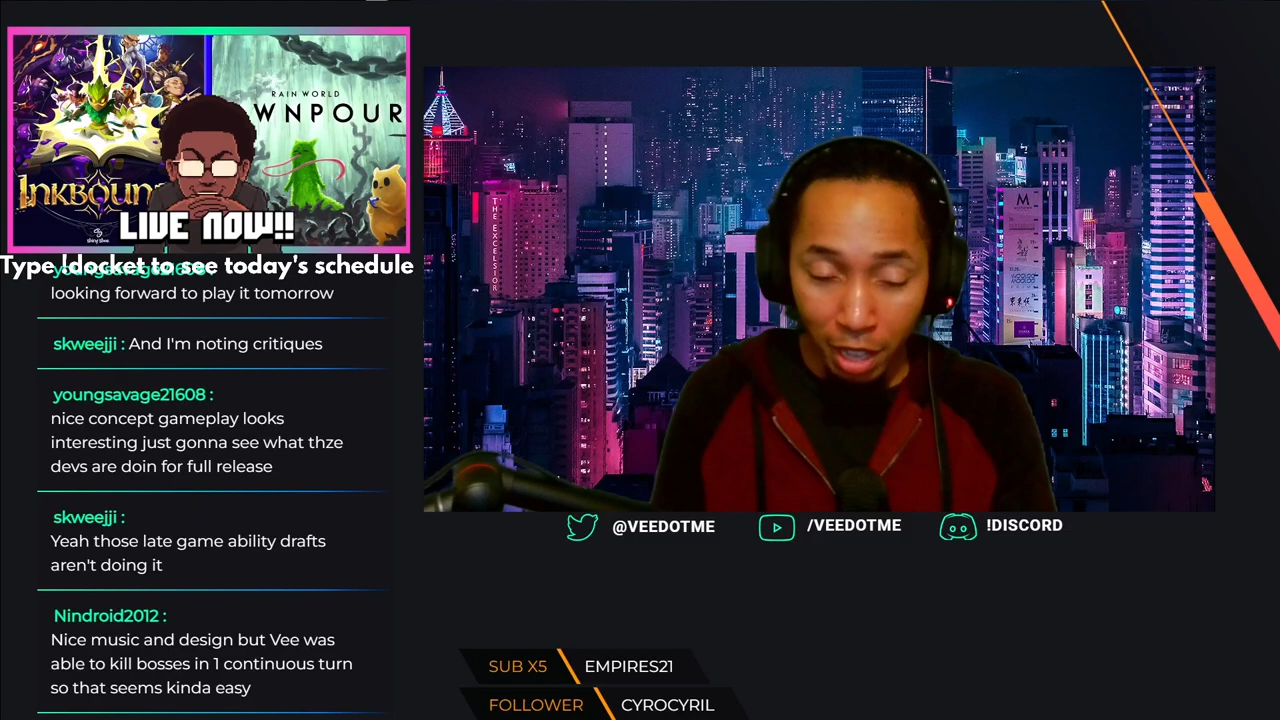 RAIN WORLD
WNPOUR
INKBOUN
LIVE NOW!!
Type !docket to see today's schedule
looking forward to play it tomorrow
skweejji : And I'm noting critiques
youngsavage21608 :
nice concept gameplay looks
interesting just gonna see what thze
devs are doin for full release
skweejji :
Yeah those late game ability drafts
aren't doing it
Nindroid2012 :
Nice music and design but Vee was
able to kill bosses in 1 continuous turn
so that seems kinda easy
THE EXCELSIOR
M
@VEEDOTME
/VEEDOTME
!DISCORD
SUB X5
EMPIRES21
FOLLOWER
CYROCYRIL